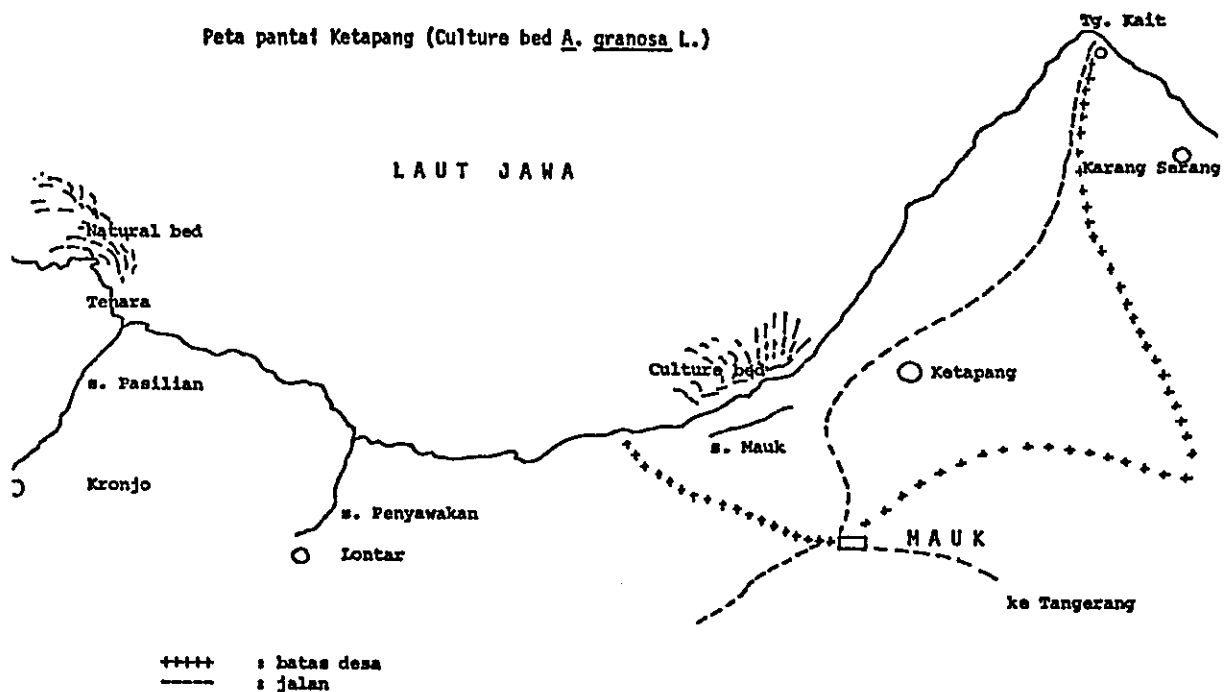 Peta pantai Ketapang (Culture bed A. granosa L.)
Tg. Kait
LAUT JAWA
Karang Serang
Natural bed
Tenara
s. Pasilian
Culture bed
Ketapang
s. Mauk
Kronjo
s. Penyawakan
MAUK
Lontar
ke Tangerang
+++++ : batas desa
----- : jalan